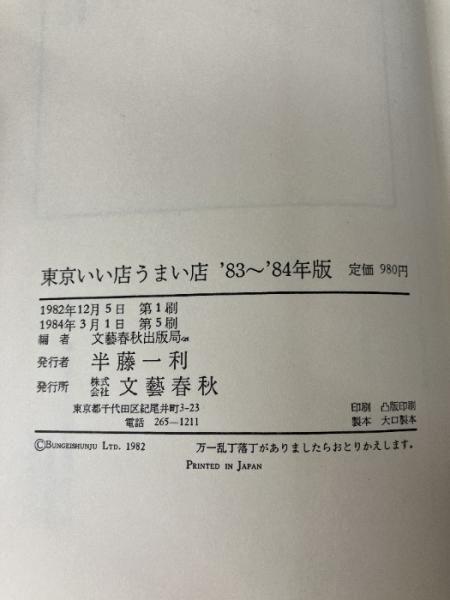 東京いい店うまい店 '83〜'84年版 定価 980円
1982年12月5日 第1刷
1984年3月1日 第5刷
編者 文藝春秋出版局
発行者 半藤一利
発行所 株式会社 文藝春秋
東京都千代田区紀尾井町3-23
電話 265-1211
印刷 凸版印刷
製本 大口製本
©BUNGEISHUNJU LTD. 1982
万一乱丁落丁がありましたらおとりかえします。
PRINTED IN JAPAN